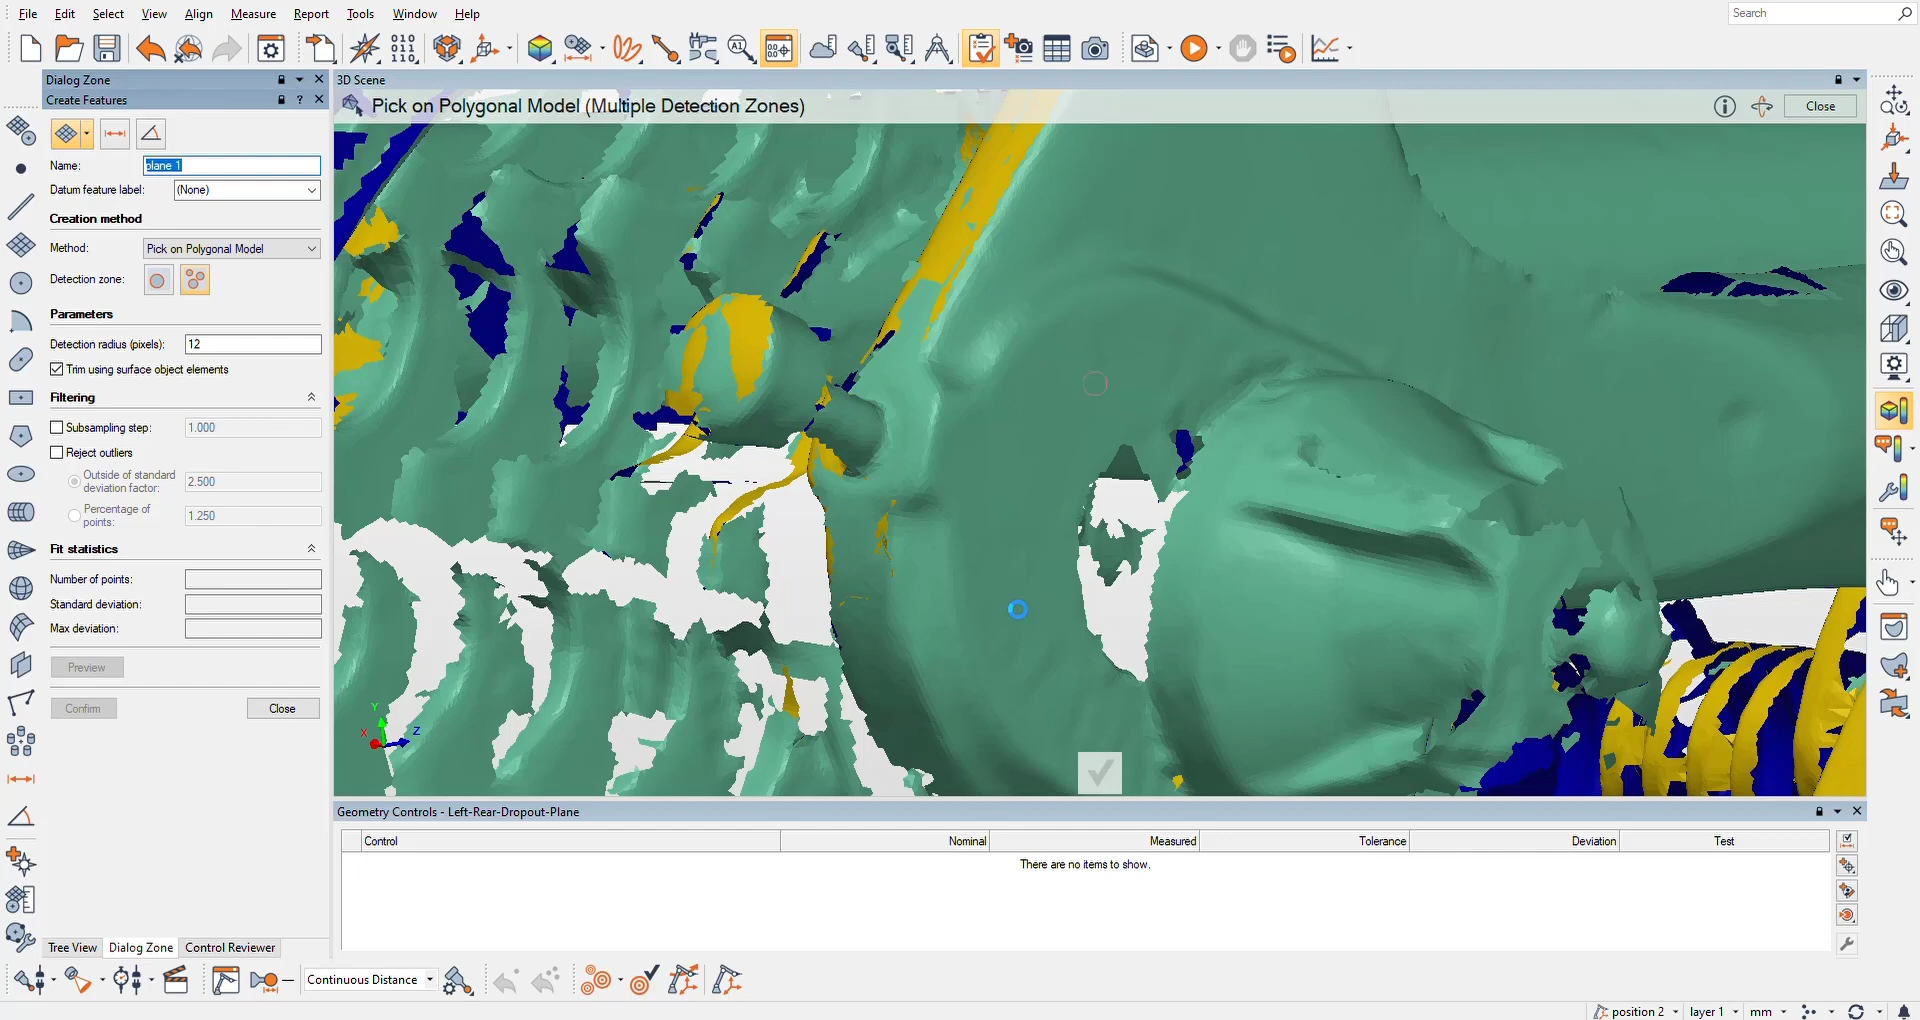 File Edit Select View Align Measure Report Tools Window Help
Search
Dialog Zone
3D Scene
Create Features
Pick on Polygonal Model (Multiple Detection Zones)
Close
Name: plane 1
Datum feature label: (None)
Creation method
Method: Pick on Polygonal Model
Detection zone:
Parameters
Detection radius (pixels): 12
Trim using surface object elements
Filtering
Subsampling step: 1.000
Reject outliers
Outside of standard
deviation factor: 2.500
Percentage of
points: 1.250
Fit statistics
Number of points:
Standard deviation:
Max deviation:
Preview
Confirm Close
Y
X
Z
Geometry Controls - Left-Rear-Dropout-Plane
Control Nominal Measured Tolerance Deviation Test
There are no items to show.
Tree View Dialog Zone Control Reviewer
Continuous Distance
position 2 layer 1 mm